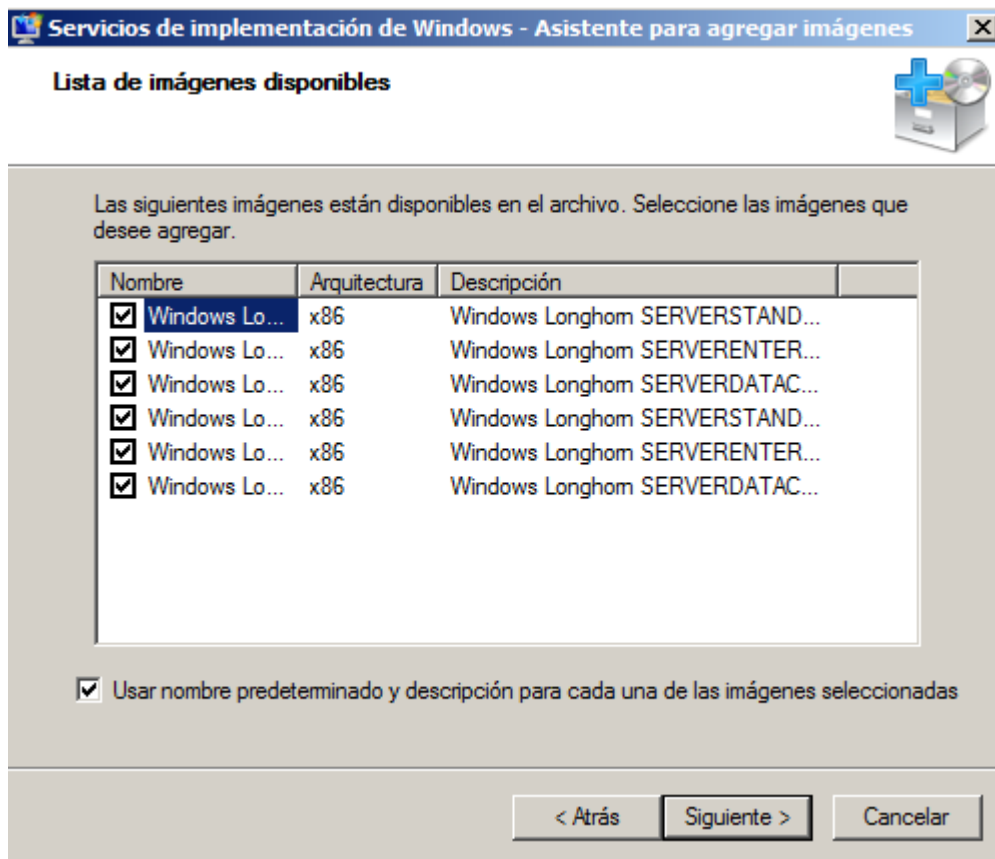 Servicios de implementación de Windows - Asistente para agregar imágenes
Lista de imágenes disponibles
Las siguientes imágenes están disponibles en el archivo. Seleccione las imágenes que
desee agregar.
Nombre Arquitectura Descripción
Windows Lo... x86 Windows Longhorn SERVERSTAND...
Windows Lo... x86 Windows Longhorn SERVERENTER...
Windows Lo... x86 Windows Longhorn SERVERDATAC...
Windows Lo... x86 Windows Longhorn SERVERSTAND...
Windows Lo... x86 Windows Longhorn SERVERENTER...
Windows Lo... x86 Windows Longhorn SERVERDATAC...
Usar nombre predeterminado y descripción para cada una de las imágenes seleccionadas
< Atrás Siguiente > Cancelar